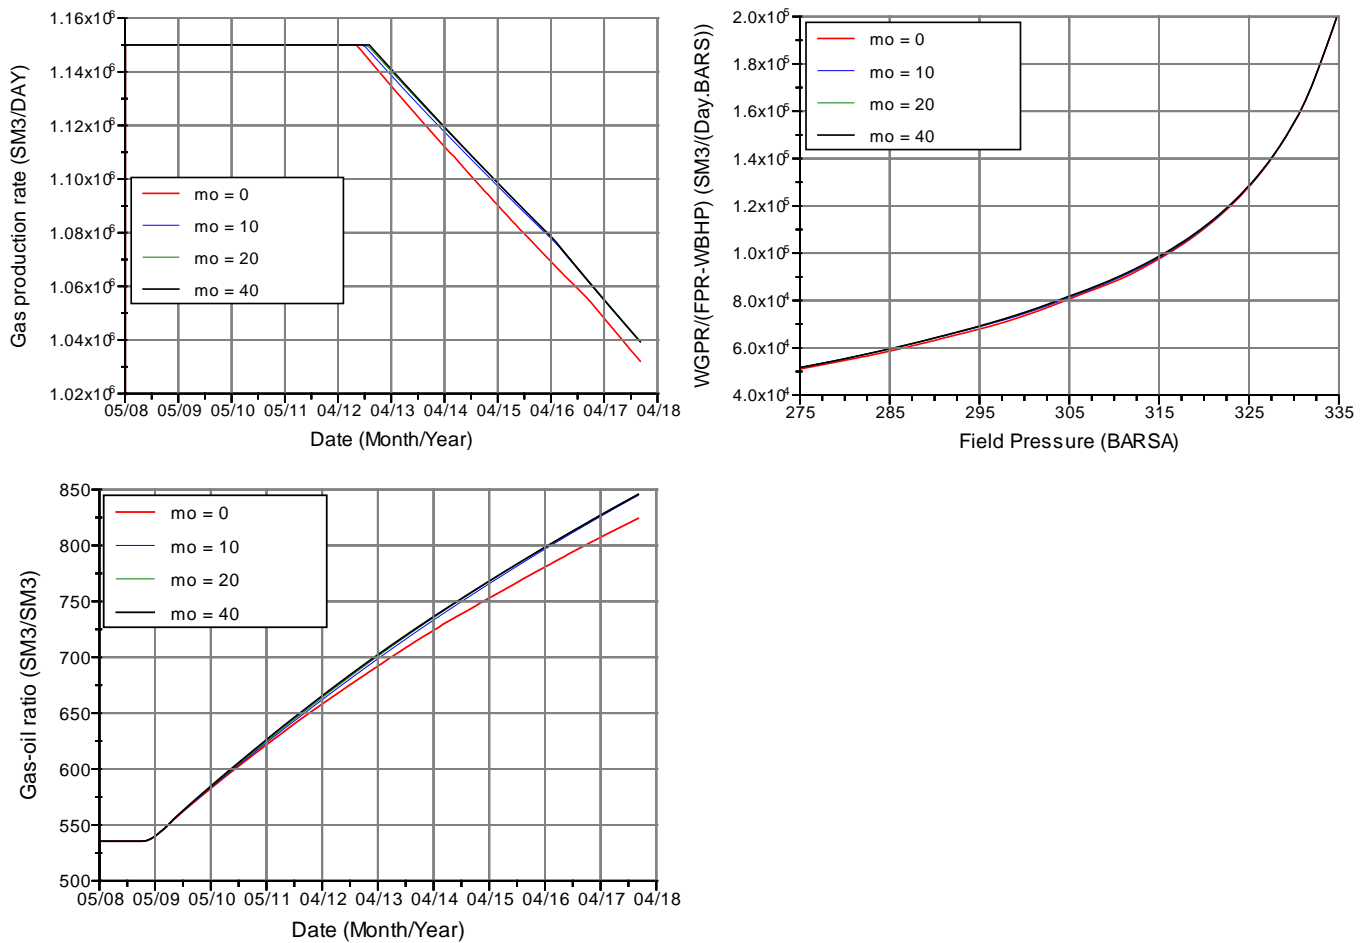 Gas production rate (SM3/DAY)
1.16x10⁶
1.14x10⁶
1.12x10⁶
1.10x10⁶
1.08x10⁶
1.06x10⁶
1.04x10⁶
1.02x10⁶
mo = 0
mo = 10
mo = 20
mo = 40
05/08 05/09 05/10 05/11 04/12 04/13 04/14 04/15 04/16 04/17 04/18
Date (Month/Year)
WGPR/(FPR-WBHP) (SM3/(Day.BARS))
2.0x10⁵
1.8x10⁵
1.6x10⁵
1.4x10⁵
1.2x10⁵
1.0x10⁵
8.0x10⁴
6.0x10⁴
4.0x10⁴
mo = 0
mo = 10
mo = 20
mo = 40
275 285 295 305 315 325 335
Field Pressure (BARSA)
Gas-oil ratio (SM3/SM3)
850
800
750
700
650
600
550
500
mo = 0
mo = 10
mo = 20
mo = 40
05/08 05/09 05/10 05/11 04/12 04/13 04/14 04/15 04/16 04/17 04/18
Date (Month/Year)